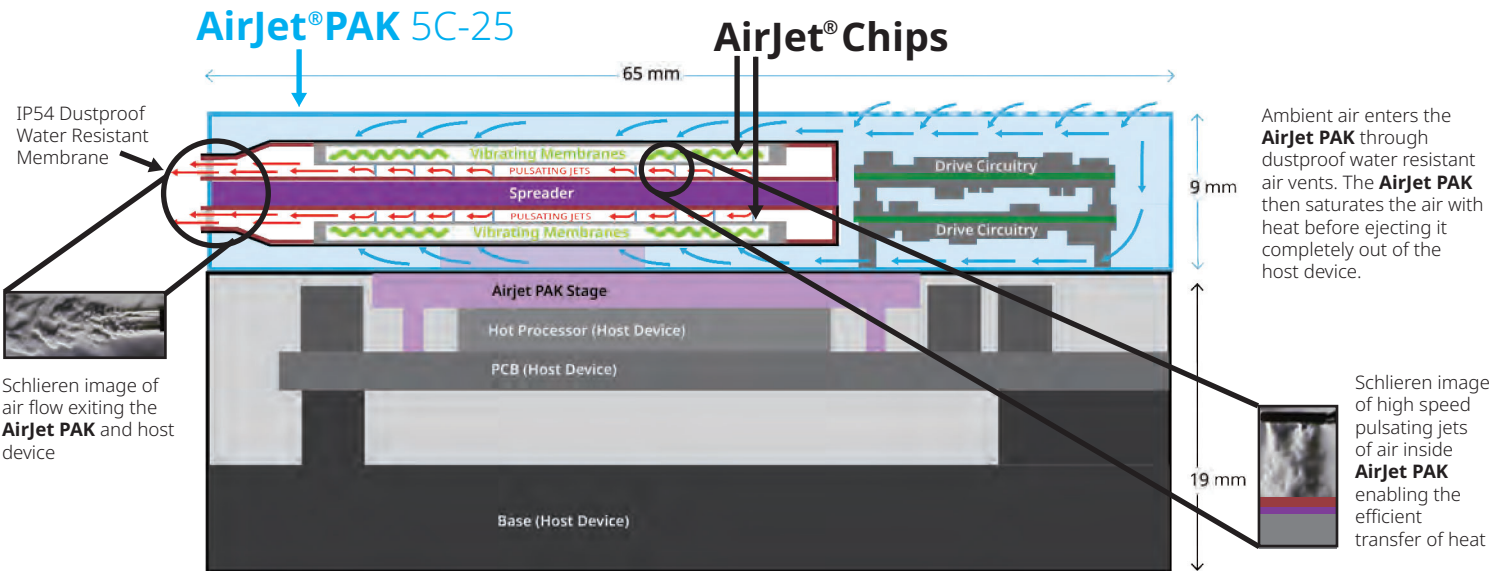 AirJet®PAK 5C-25
AirJet® Chips
65 mm
IP54 Dustproof
Water Resistant
Membrane
Vibrating Membranes
PULSATING JETS
Spreader
PULSATING JETS
Vibrating Membranes
Drive Circuitry
Drive Circuitry
9 mm
Ambient air enters the
AirJet PAK through
dustproof water resistant
air vents. The AirJet PAK
then saturates the air with
heat before ejecting it
completely out of the
host device.
Airjet PAK Stage
Hot Processor (Host Device)
PCB (Host Device)
Base (Host Device)
19 mm
Schlieren image of
air flow exiting the
AirJet PAK and host
device
Schlieren image
of high speed
pulsating jets
of air inside
AirJet PAK
enabling the
efficient
transfer of heat